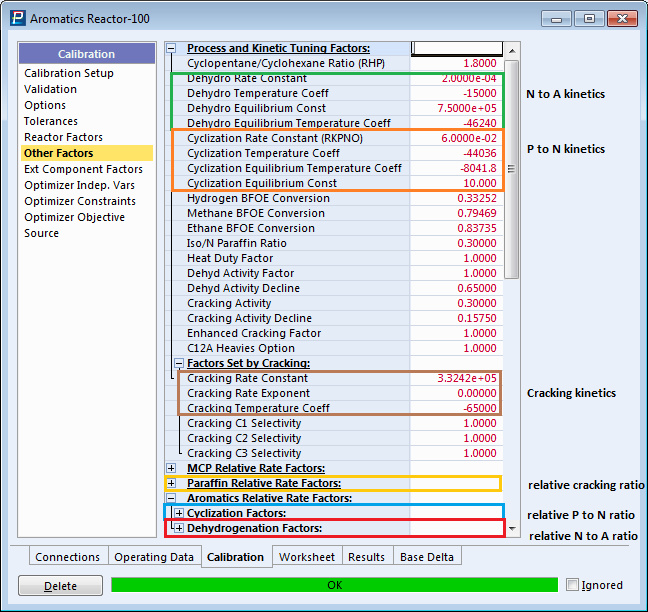 Aromatics Reactor-100
Calibration
Calibration Setup
Validation
Options
Tolerances
Reactor Factors
Other Factors
Ext Component Factors
Optimizer Indep. Vars
Optimizer Constraints
Optimizer Objective
Source
Process and Kinetic Tuning Factors:
Cyclopentane/Cyclohexane Ratio (RHP) 1.8000
Dehydro Rate Constant 2.0000e-04
Dehydro Temperature Coeff -15000
Dehydro Equilibrium Const 7.5000e+05
Dehydro Equilibrium Temperature Coeff -46240
Cyclization Rate Constant (RKPNO) 6.0000e-02
Cyclization Temperature Coeff -44036
Cyclization Equilibrium Temperature Coeff -8041.8
Cyclization Equilibrium Const 10.000
Hydrogen BFOE Conversion 0.33252
Methane BFOE Conversion 0.79469
Ethane BFOE Conversion 0.83735
Iso/N Paraffin Ratio 0.30000
Heat Duty Factor 1.0000
Dehyd Activity Factor 1.0000
Dehyd Activity Decline 0.65000
Cracking Activity 0.30000
Cracking Activity Decline 0.15750
Enhanced Cracking Factor 1.0000
C12A Heavies Option 1.0000
Factors Set by Cracking:
Cracking Rate Constant 3.3242e+05
Cracking Rate Exponent 0.00000
Cracking Temperature Coeff -65000
Cracking C1 Selectivity 1.0000
Cracking C2 Selectivity 1.0000
Cracking C3 Selectivity 1.0000
MCP Relative Rate Factors:
Paraffin Relative Rate Factors:
Aromatics Relative Rate Factors:
Cyclization Factors:
Dehydrogenation Factors:
N to A kinetics
P to N kinetics
Cracking kinetics
relative cracking ratio
relative P to N ratio
relative N to A ratio
Connections Operating Data Calibration Worksheet Results Base Delta
Delete OK Ignored